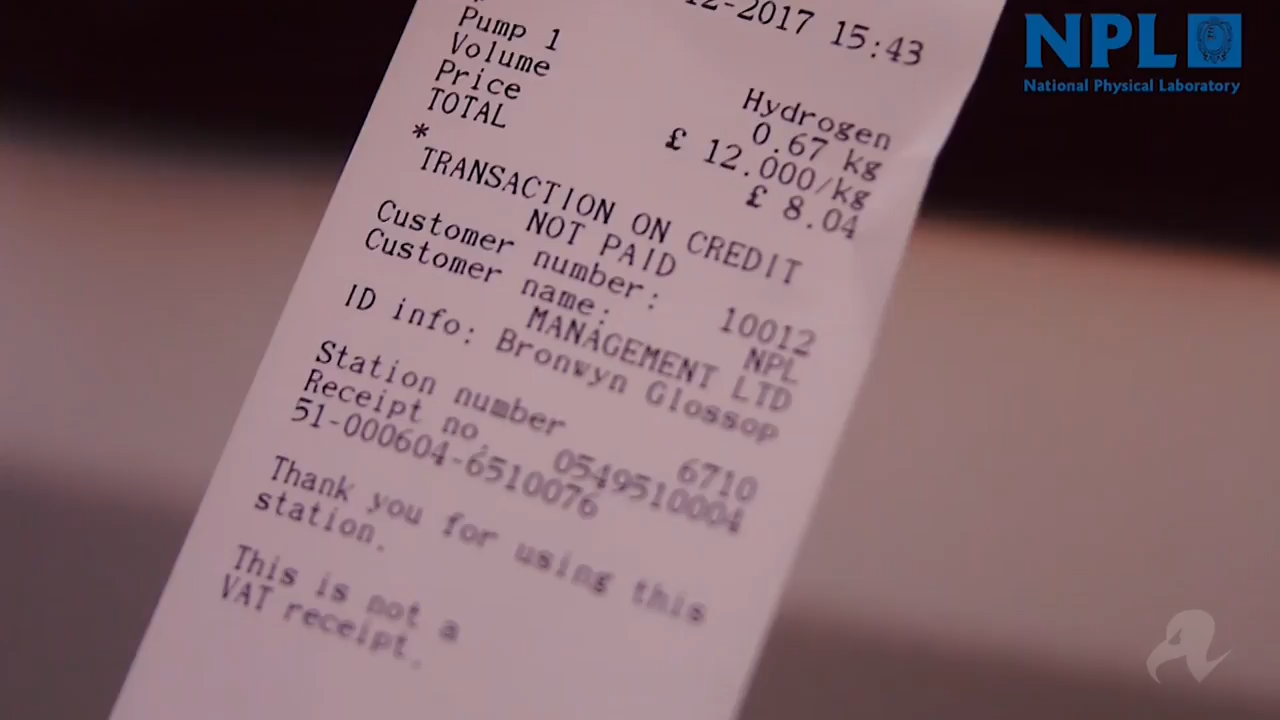 12-2017 15:43
Pump 1 Hydrogen
Volume 0.67 kg
Price £ 12.000/kg
TOTAL £ 8.04
*
TRANSACTION ON CREDIT
NOT PAID
Customer number: 10012
Customer name: NPL
MANAGEMENT LTD
ID info: Bronwyn Glossop
Station number 6710
Receipt no. 0549510004
51-000604-6510076
Thank you for using this
station.
This is not a
VAT receipt.
NPL
National Physical Laboratory